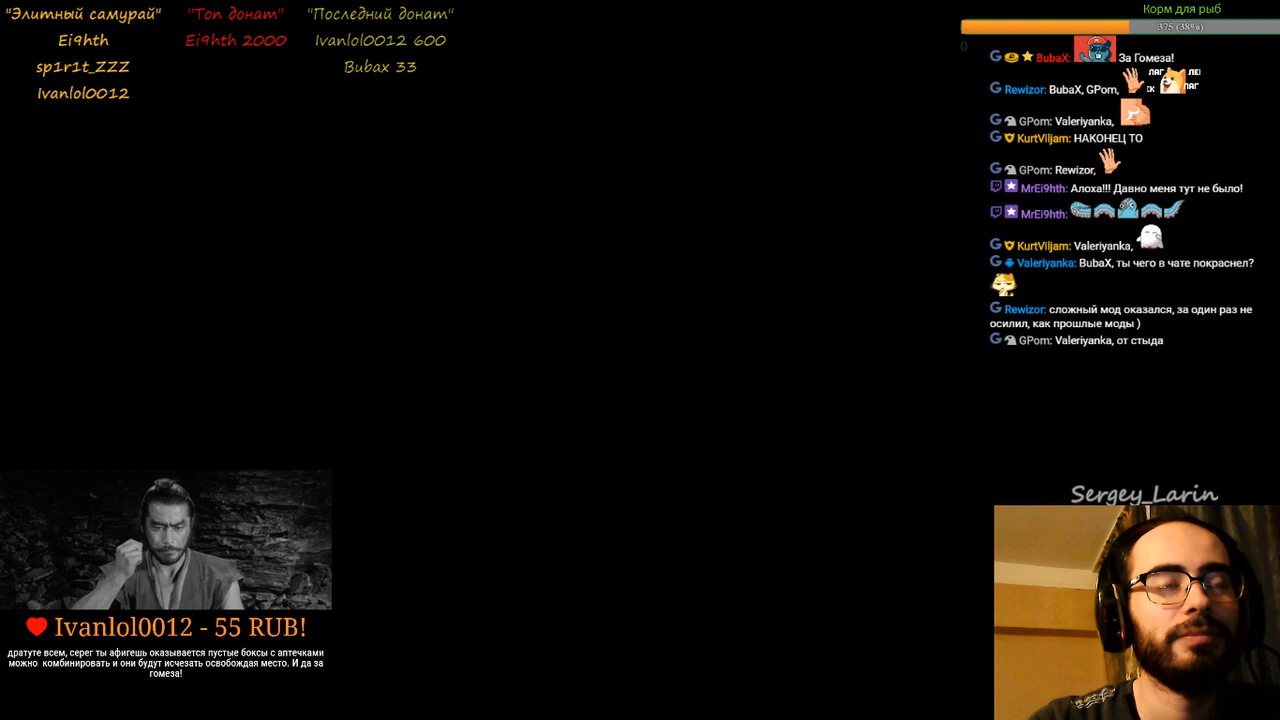 "Элитный самурай"
Ei9hth
sp1r1t_ZZZ
Ivanlol0012
"Топ донат"
Ei9hth 2000
"Последний донат"
Ivanlol0012 600
Bubax 33
Корм для рыб
375 (38%)
0
BubaX: За Гомеза!
Rewizor: BubaX, GPom,
GPom: Valeriyanka,
KurtViljam: НАКОНЕЦ ТО
GPom: Rewizor,
MrEi9hth: Алоха!!! Давно меня тут не было!
MrEi9hth:
KurtViljam: Valeriyanka,
Valeriyanka: BubaX, ты чего в чате покраснел?
Rewizor: сложный мод оказался, за один раз не
осилил, как прошлые моды )
GPom: Valeriyanka, от стыда
Sergey_Larin
Ivanlol0012 - 55 RUB!
дратуте всем, серег ты афигешь оказывается пустые боксы с аптечками
можно комбинировать и они будут исчезать освобождая место. И да за
гомеза!